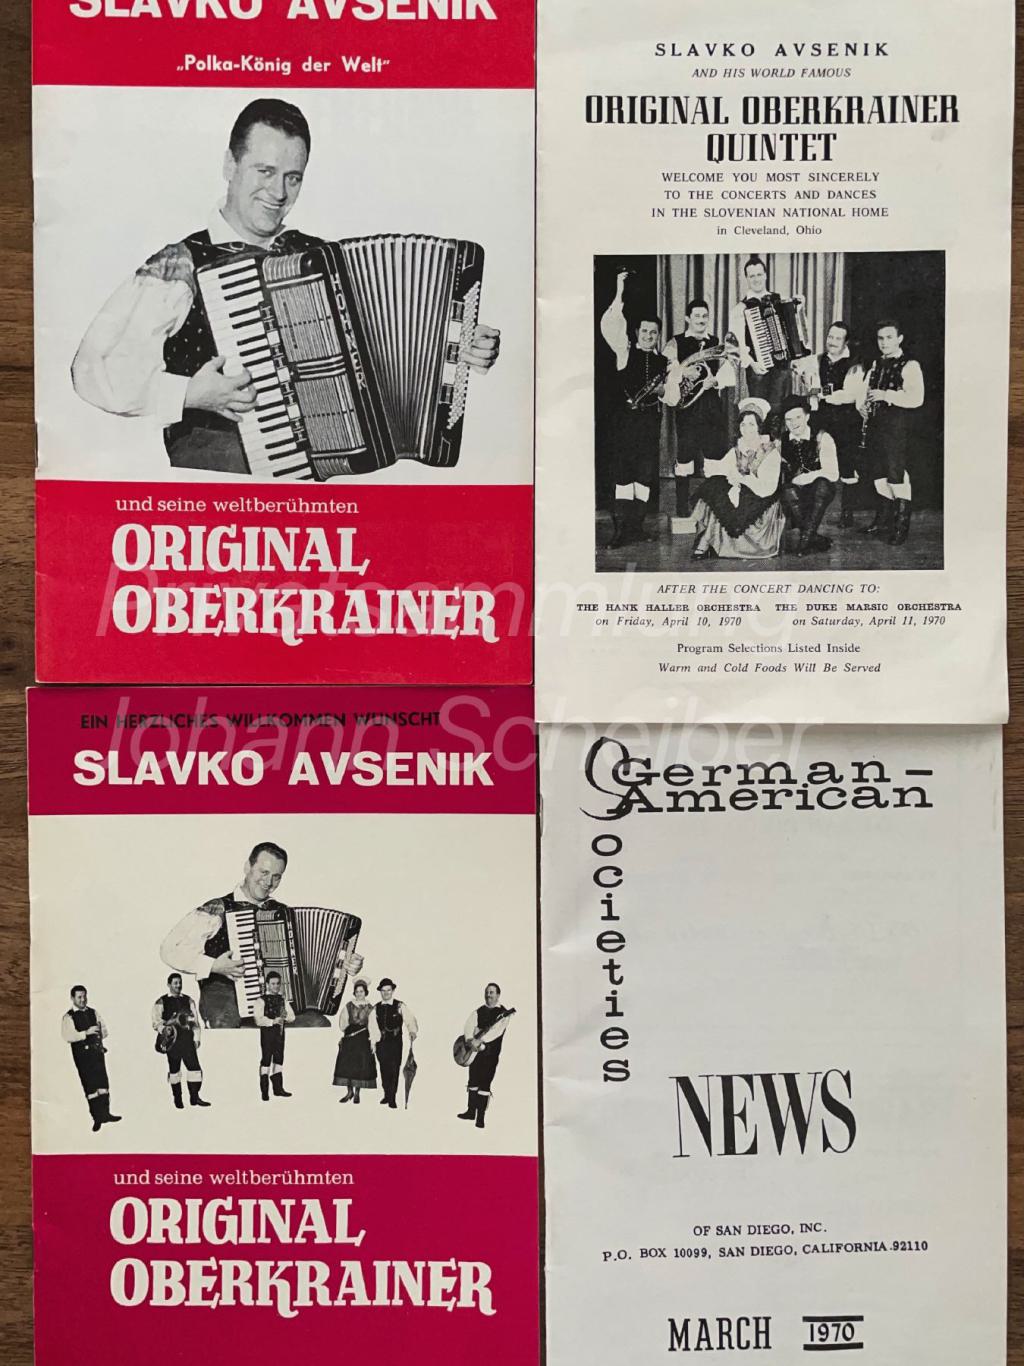 SLAVKO AVSENIK
„Polka-König der Welt“
HOHNER
und seine weltberühmten
ORIGINAL
OBERKRAINER
SLAVKO AVSENIK
AND HIS WORLD FAMOUS
ORIGINAL OBERKRAINER
QUINTET
WELCOME YOU MOST SINCERELY
TO THE CONCERTS AND DANCES
IN THE SLOVENIAN NATIONAL HOME
in Cleveland, Ohio
AFTER THE CONCERT DANCING TO:
THE HANK HALLER ORCHESTRA THE DUKE MARSIC ORCHESTRA
on Friday, April 10, 1970 on Saturday, April 11, 1970
Program Selections Listed Inside
Warm and Cold Foods Will Be Served
Privatsammlung
Johann Scheiber
EIN HERZLICHES WILLKOMMEN WÜNSCHT
SLAVKO AVSENIK
HOHNER
und seine weltberühmten
ORIGINAL
OBERKRAINER
German-
American
Societies
NEWS
OF SAN DIEGO, INC.
P.O. BOX 10099, SAN DIEGO, CALIFORNIA 92110
MARCH 1970